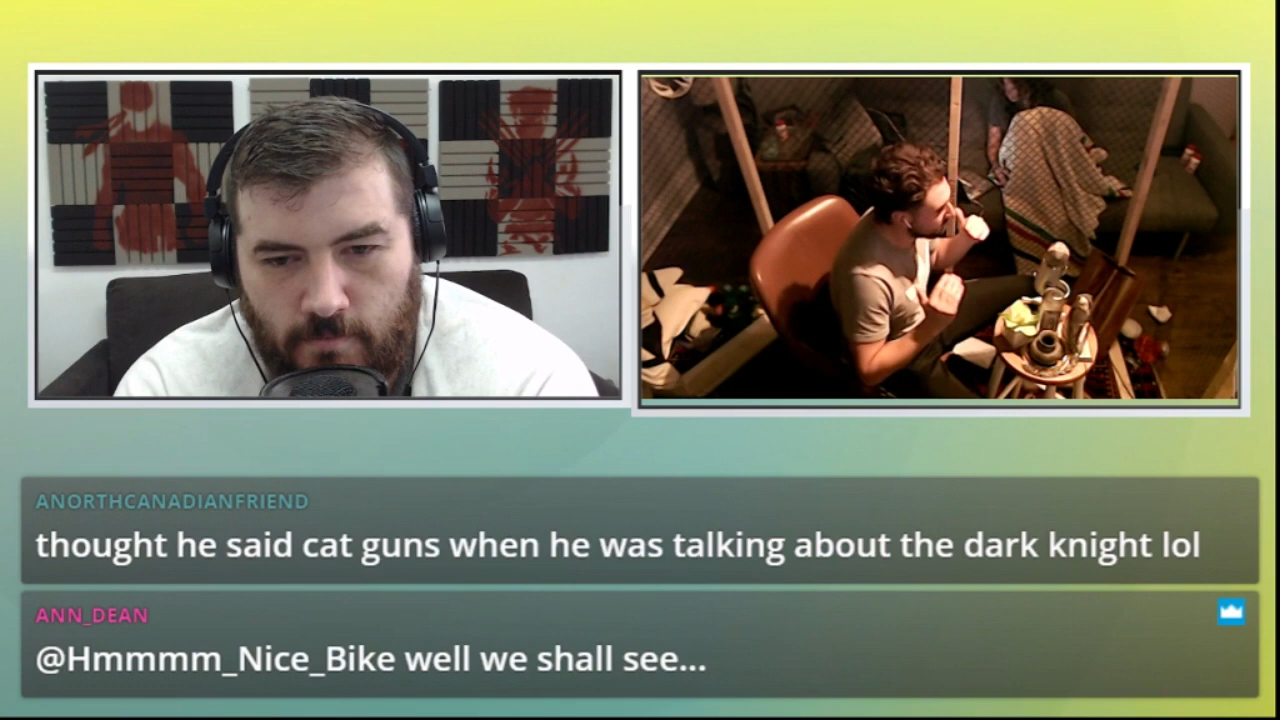 ANORTHCANADIANFRIEND
thought he said cat guns when he was talking about the dark knight lol
ANN_DEAN
@Hmmmm_Nice_Bike well we shall see...